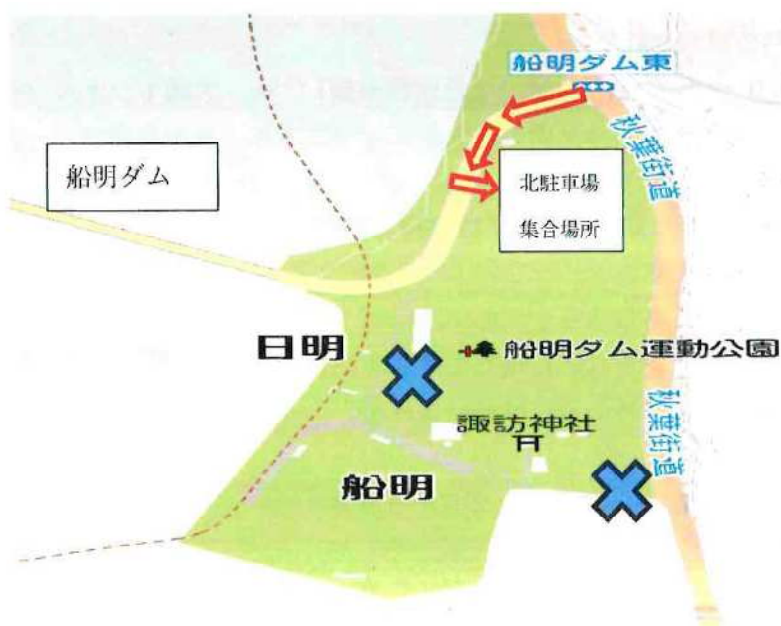 船明ダム東
秋葉街道
船明ダム
北駐車場
集合場所
日明
船明ダム運動公園
秋葉街道
諏訪神社
船明